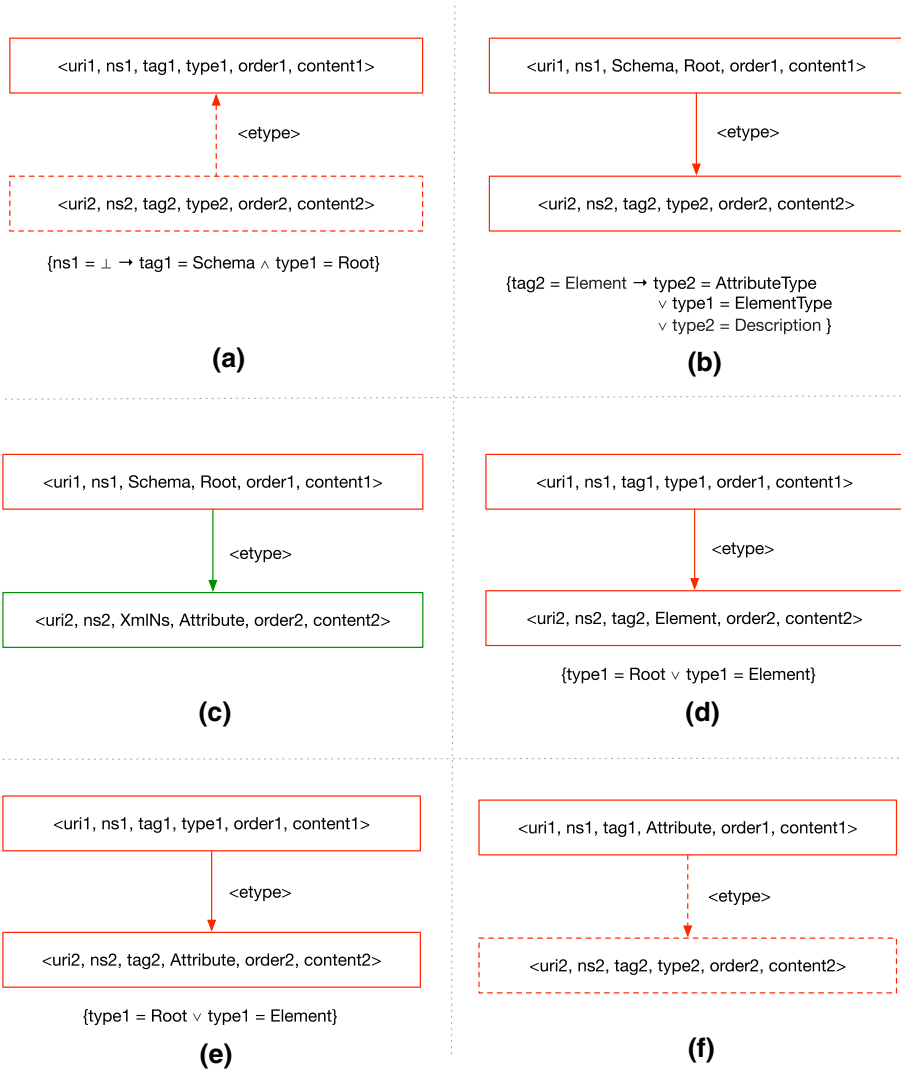 <uri1, ns1, tag1, type1, order1, content1>
<etype>
<uri2, ns2, tag2, type2, order2, content2>
{ns1 = ⊥ → tag1 = Schema ∧ type1 = Root}
(a)
<uri1, ns1, Schema, Root, order1, content1>
<etype>
<uri2, ns2, tag2, type2, order2, content2>
{tag2 = Element → type2 = AttributeType
∨ type1 = ElementType
∨ type2 = Description }
(b)
<uri1, ns1, Schema, Root, order1, content1>
<etype>
<uri2, ns2, XmlNs, Attribute, order2, content2>
(c)
<uri1, ns1, tag1, type1, order1, content1>
<etype>
<uri2, ns2, tag2, Element, order2, content2>
{type1 = Root ∨ type1 = Element}
(d)
<uri1, ns1, tag1, type1, order1, content1>
<etype>
<uri2, ns2, tag2, Attribute, order2, content2>
{type1 = Root ∨ type1 = Element}
(e)
<uri1, ns1, tag1, Attribute, order1, content1>
<etype>
<uri2, ns2, tag2, type2, order2, content2>
(f)